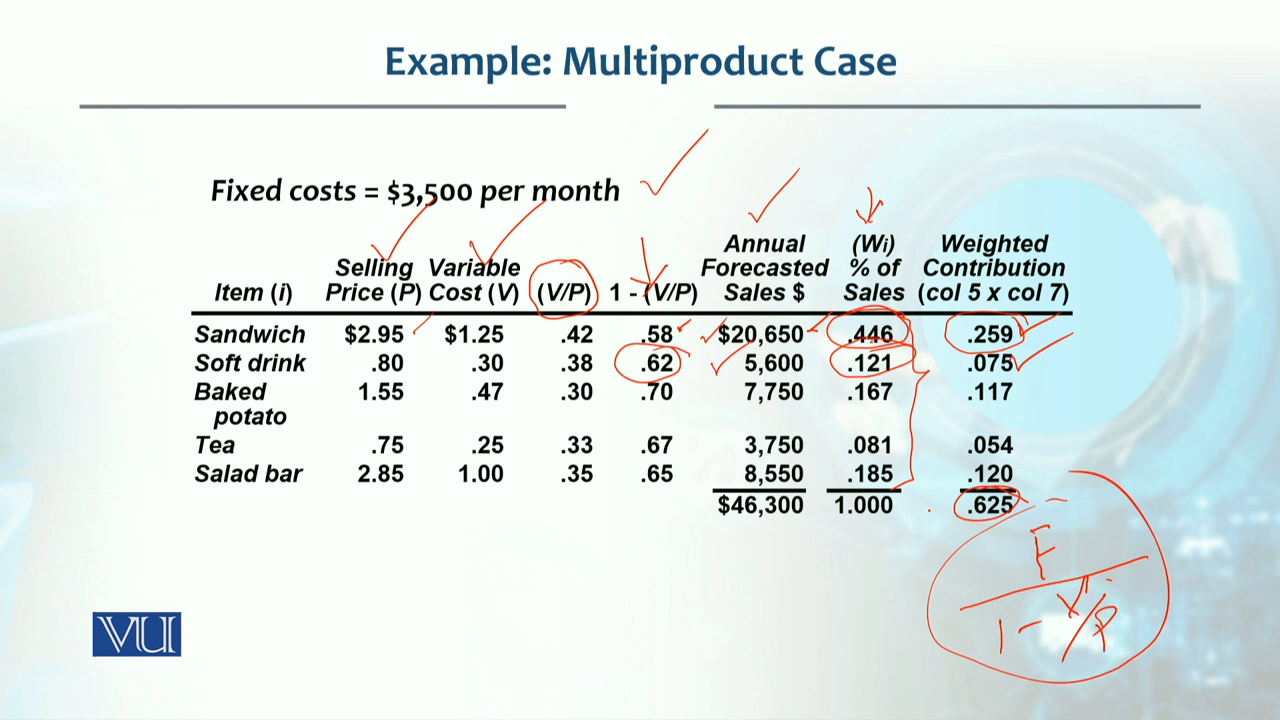 Example: Multiproduct Case
Fixed costs = $3,500 per month
Annual (Wi) Weighted
Selling Variable Forecasted % of Contribution
Item (i) Price (P) Cost (V) (V/P) 1 - (V/P) Sales $ Sales (col 5 x col 7)
Sandwich $2.95 $1.25 .42 .58 $20,650 .446 .259
Soft drink .80 .30 .38 .62 5,600 .121 .075
Baked 1.55 .47 .30 .70 7,750 .167 .117
potato
Tea .75 .25 .33 .67 3,750 .081 .054
Salad bar 2.85 1.00 .35 .65 8,550 .185 .120
$46,300 1.000 .625
F
1 - V/P
VU